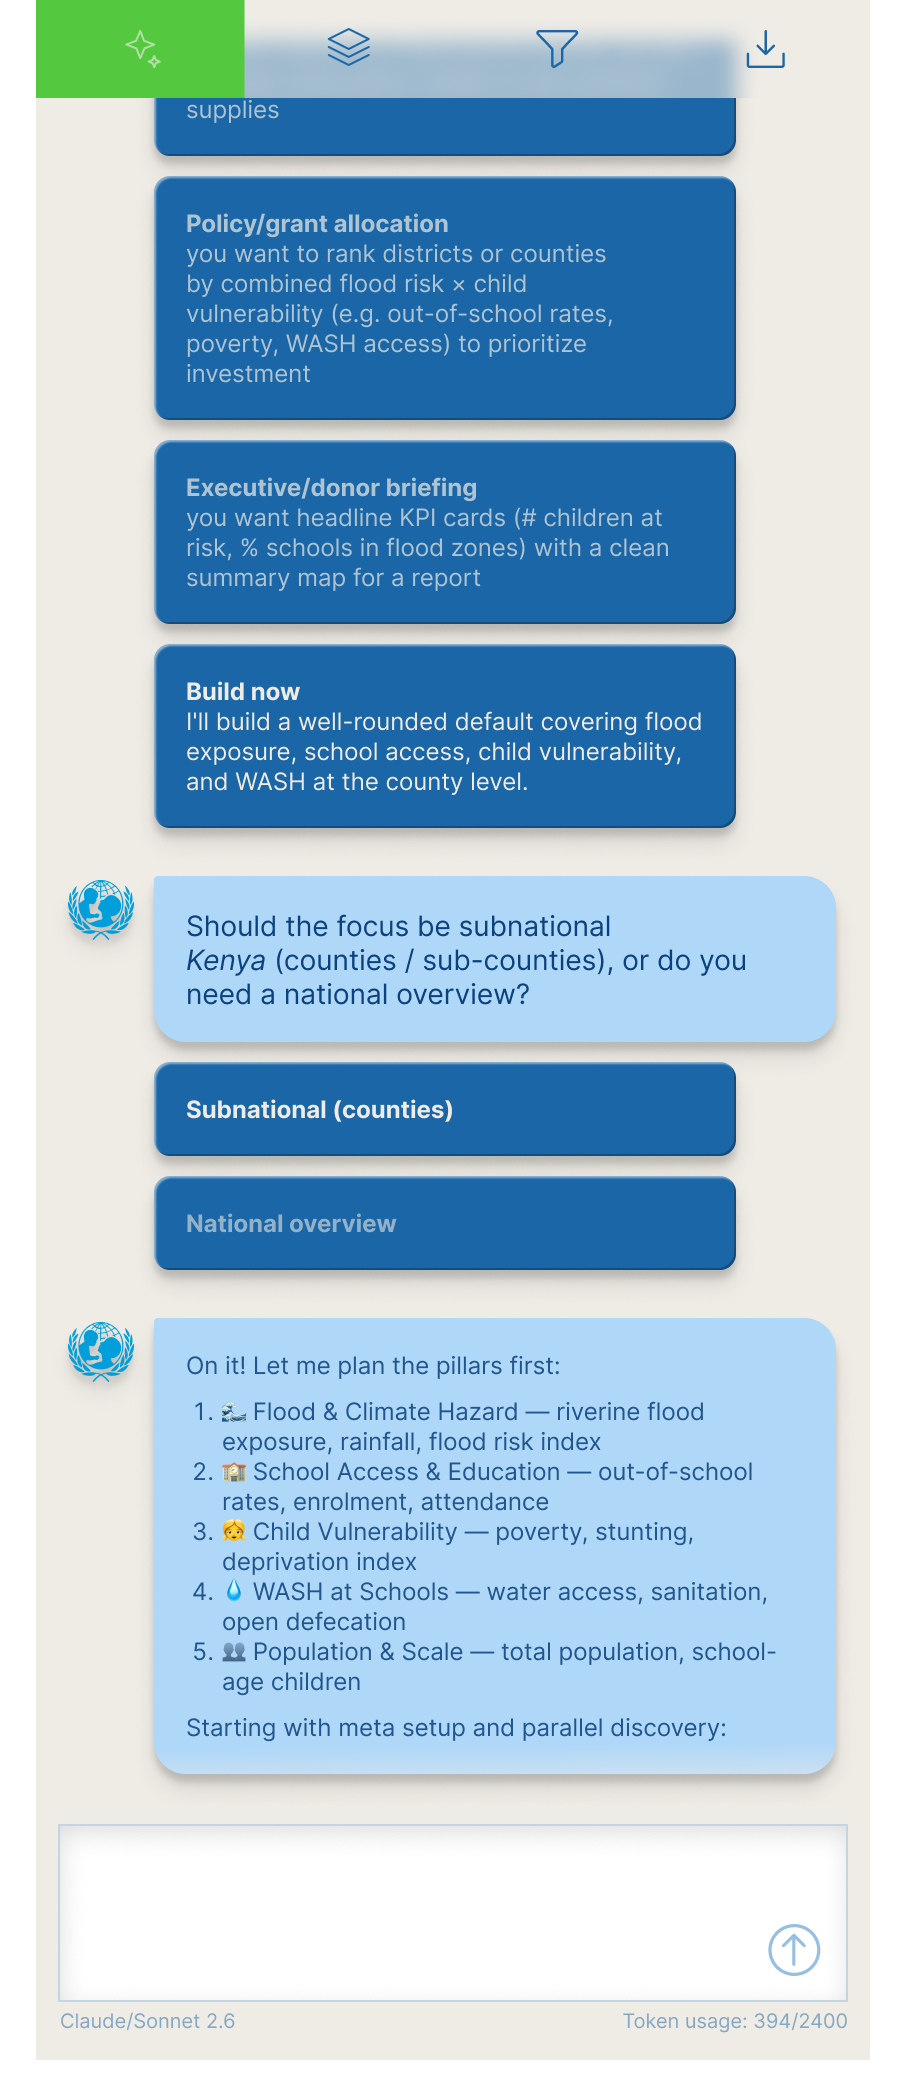 supplies
Policy/grant allocation
you want to rank districts or counties
by combined flood risk × child
vulnerability (e.g. out-of-school rates,
poverty, WASH access) to prioritize
investment
Executive/donor briefing
you want headline KPI cards (# children at
risk, % schools in flood zones) with a clean
summary map for a report
Build now
I'll build a well-rounded default covering flood
exposure, school access, child vulnerability,
and WASH at the county level.
Should the focus be subnational
Kenya (counties / sub-counties), or do you
need a national overview?
Subnational (counties)
National overview
On it! Let me plan the pillars first:
1. 🌊 Flood & Climate Hazard — riverine flood
exposure, rainfall, flood risk index
2. 🏫 School Access & Education — out-of-school
rates, enrolment, attendance
3. 👧 Child Vulnerability — poverty, stunting,
deprivation index
4. 💧 WASH at Schools — water access, sanitation,
open defecation
5. 👥 Population & Scale — total population, school-
age children
Starting with meta setup and parallel discovery:
Claude/Sonnet 2.6
Token usage: 394/2400